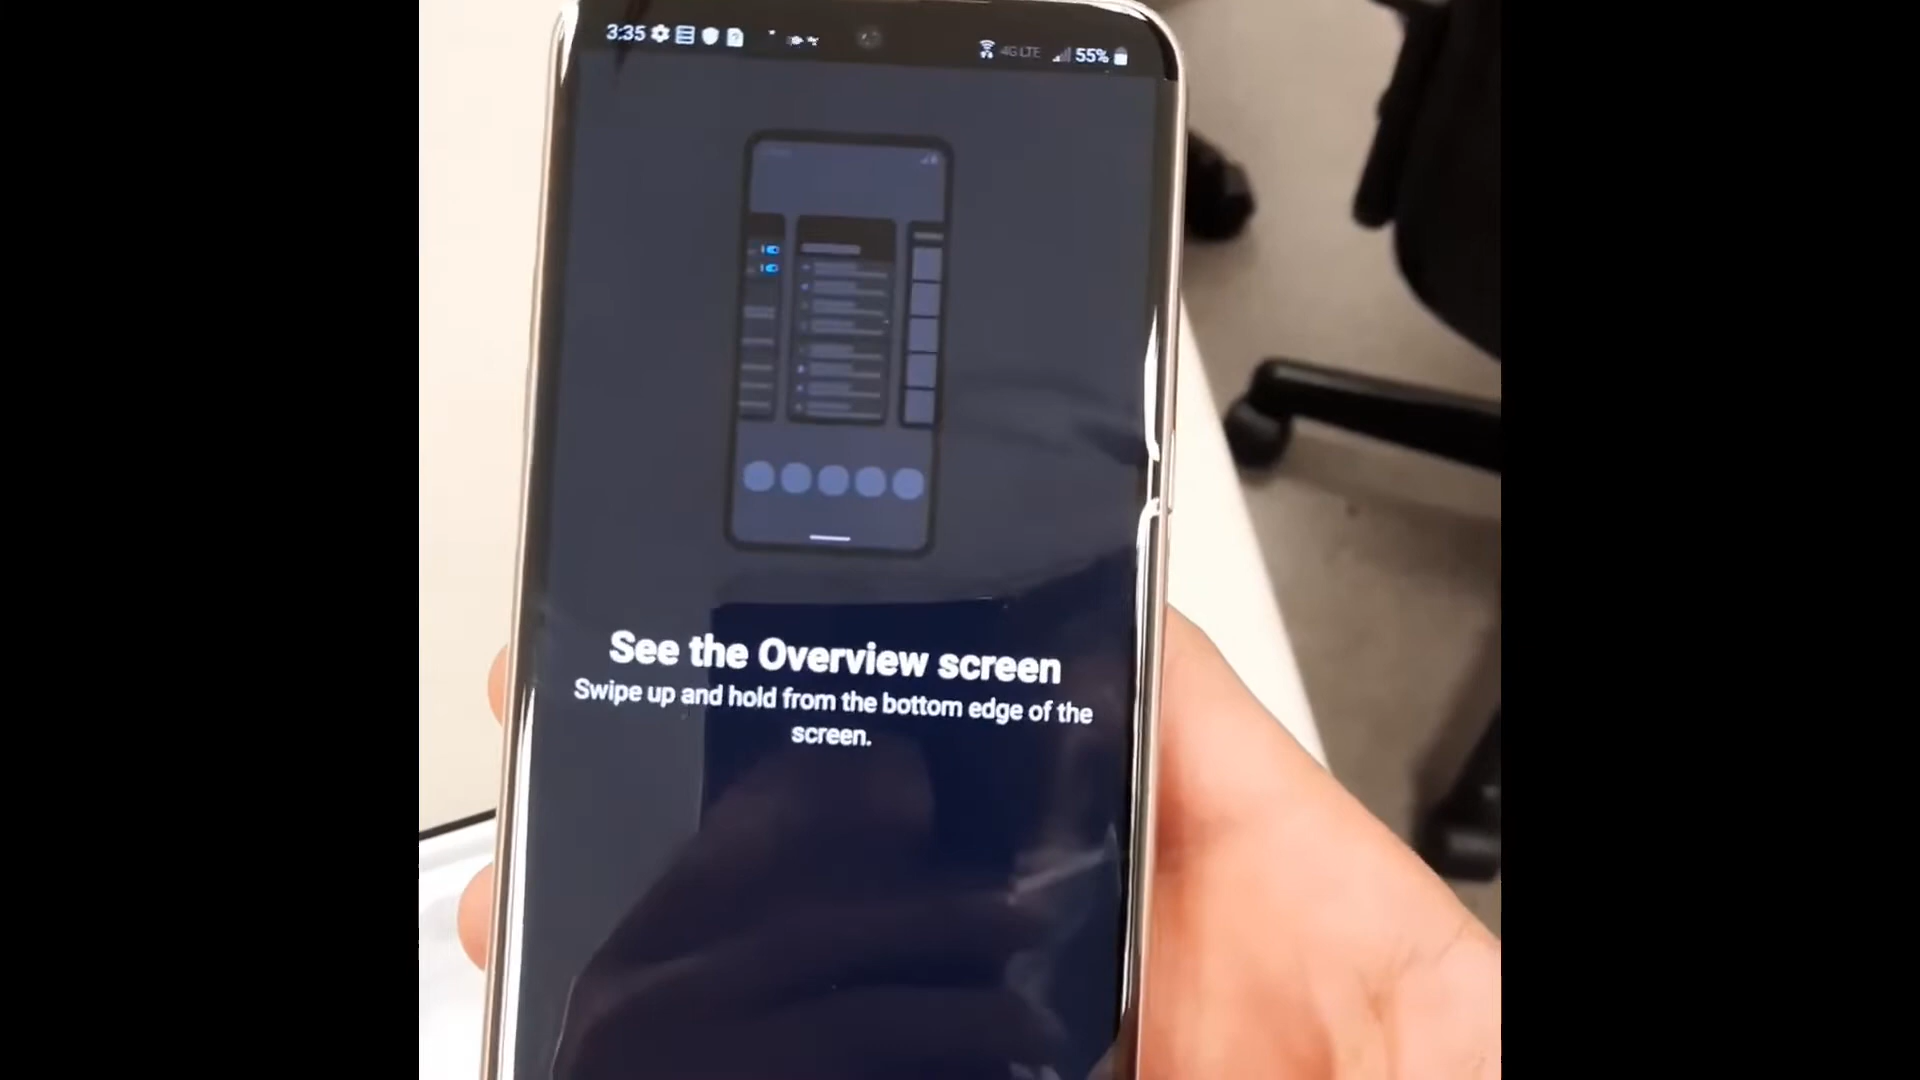 3:35 4G LTE 55%
See the Overview screen
Swipe up and hold from the bottom edge of the
screen.